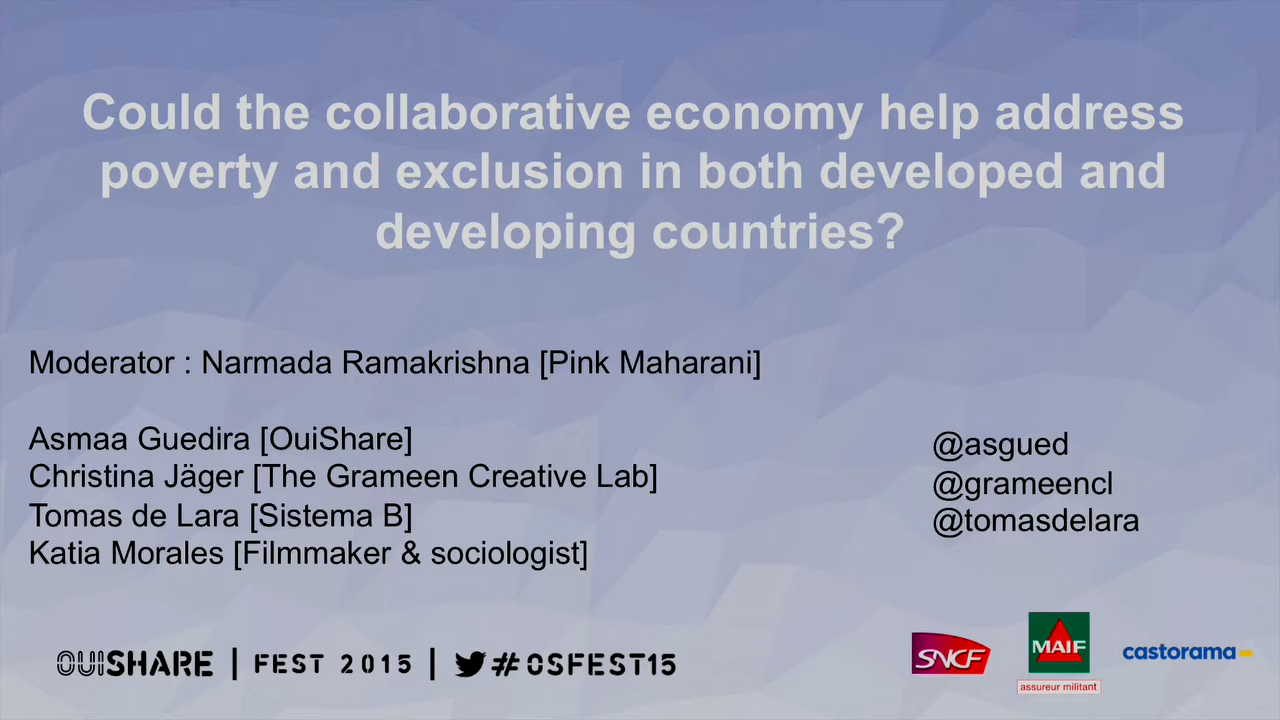 Could the collaborative economy help address
poverty and exclusion in both developed and
developing countries?
Moderator : Narmada Ramakrishna [Pink Maharani]
Asmaa Guedira [OuiShare]
@asgued
Christina Jäger [The Grameen Creative Lab]
@grameencl
Tomas de Lara [Sistema B]
@tomasdelara
Katia Morales [Filmmaker & sociologist]
OUISHARE | FEST 2015 | #OSFEST15
SNCF
MAIF
assureur militant
castorama